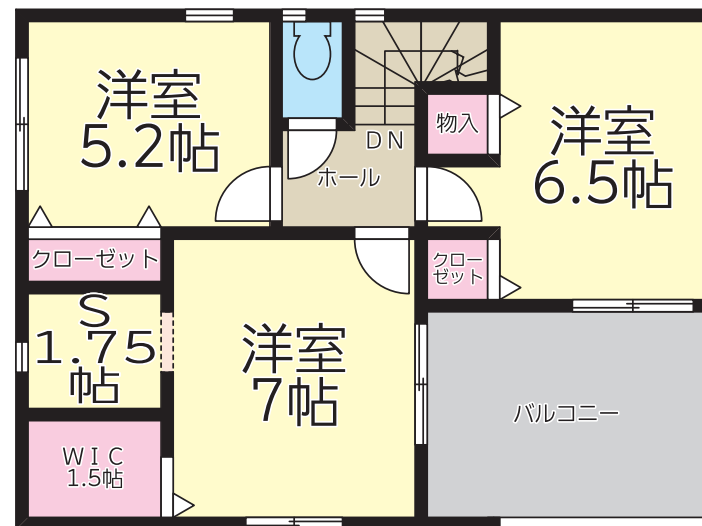 洋室
5.2帖
DN
ホール
物入
洋室
6.5帖
クローゼット
クロー
ゼット
S
1.75
帖
洋室
7帖
バルコニー
WIC
1.5帖